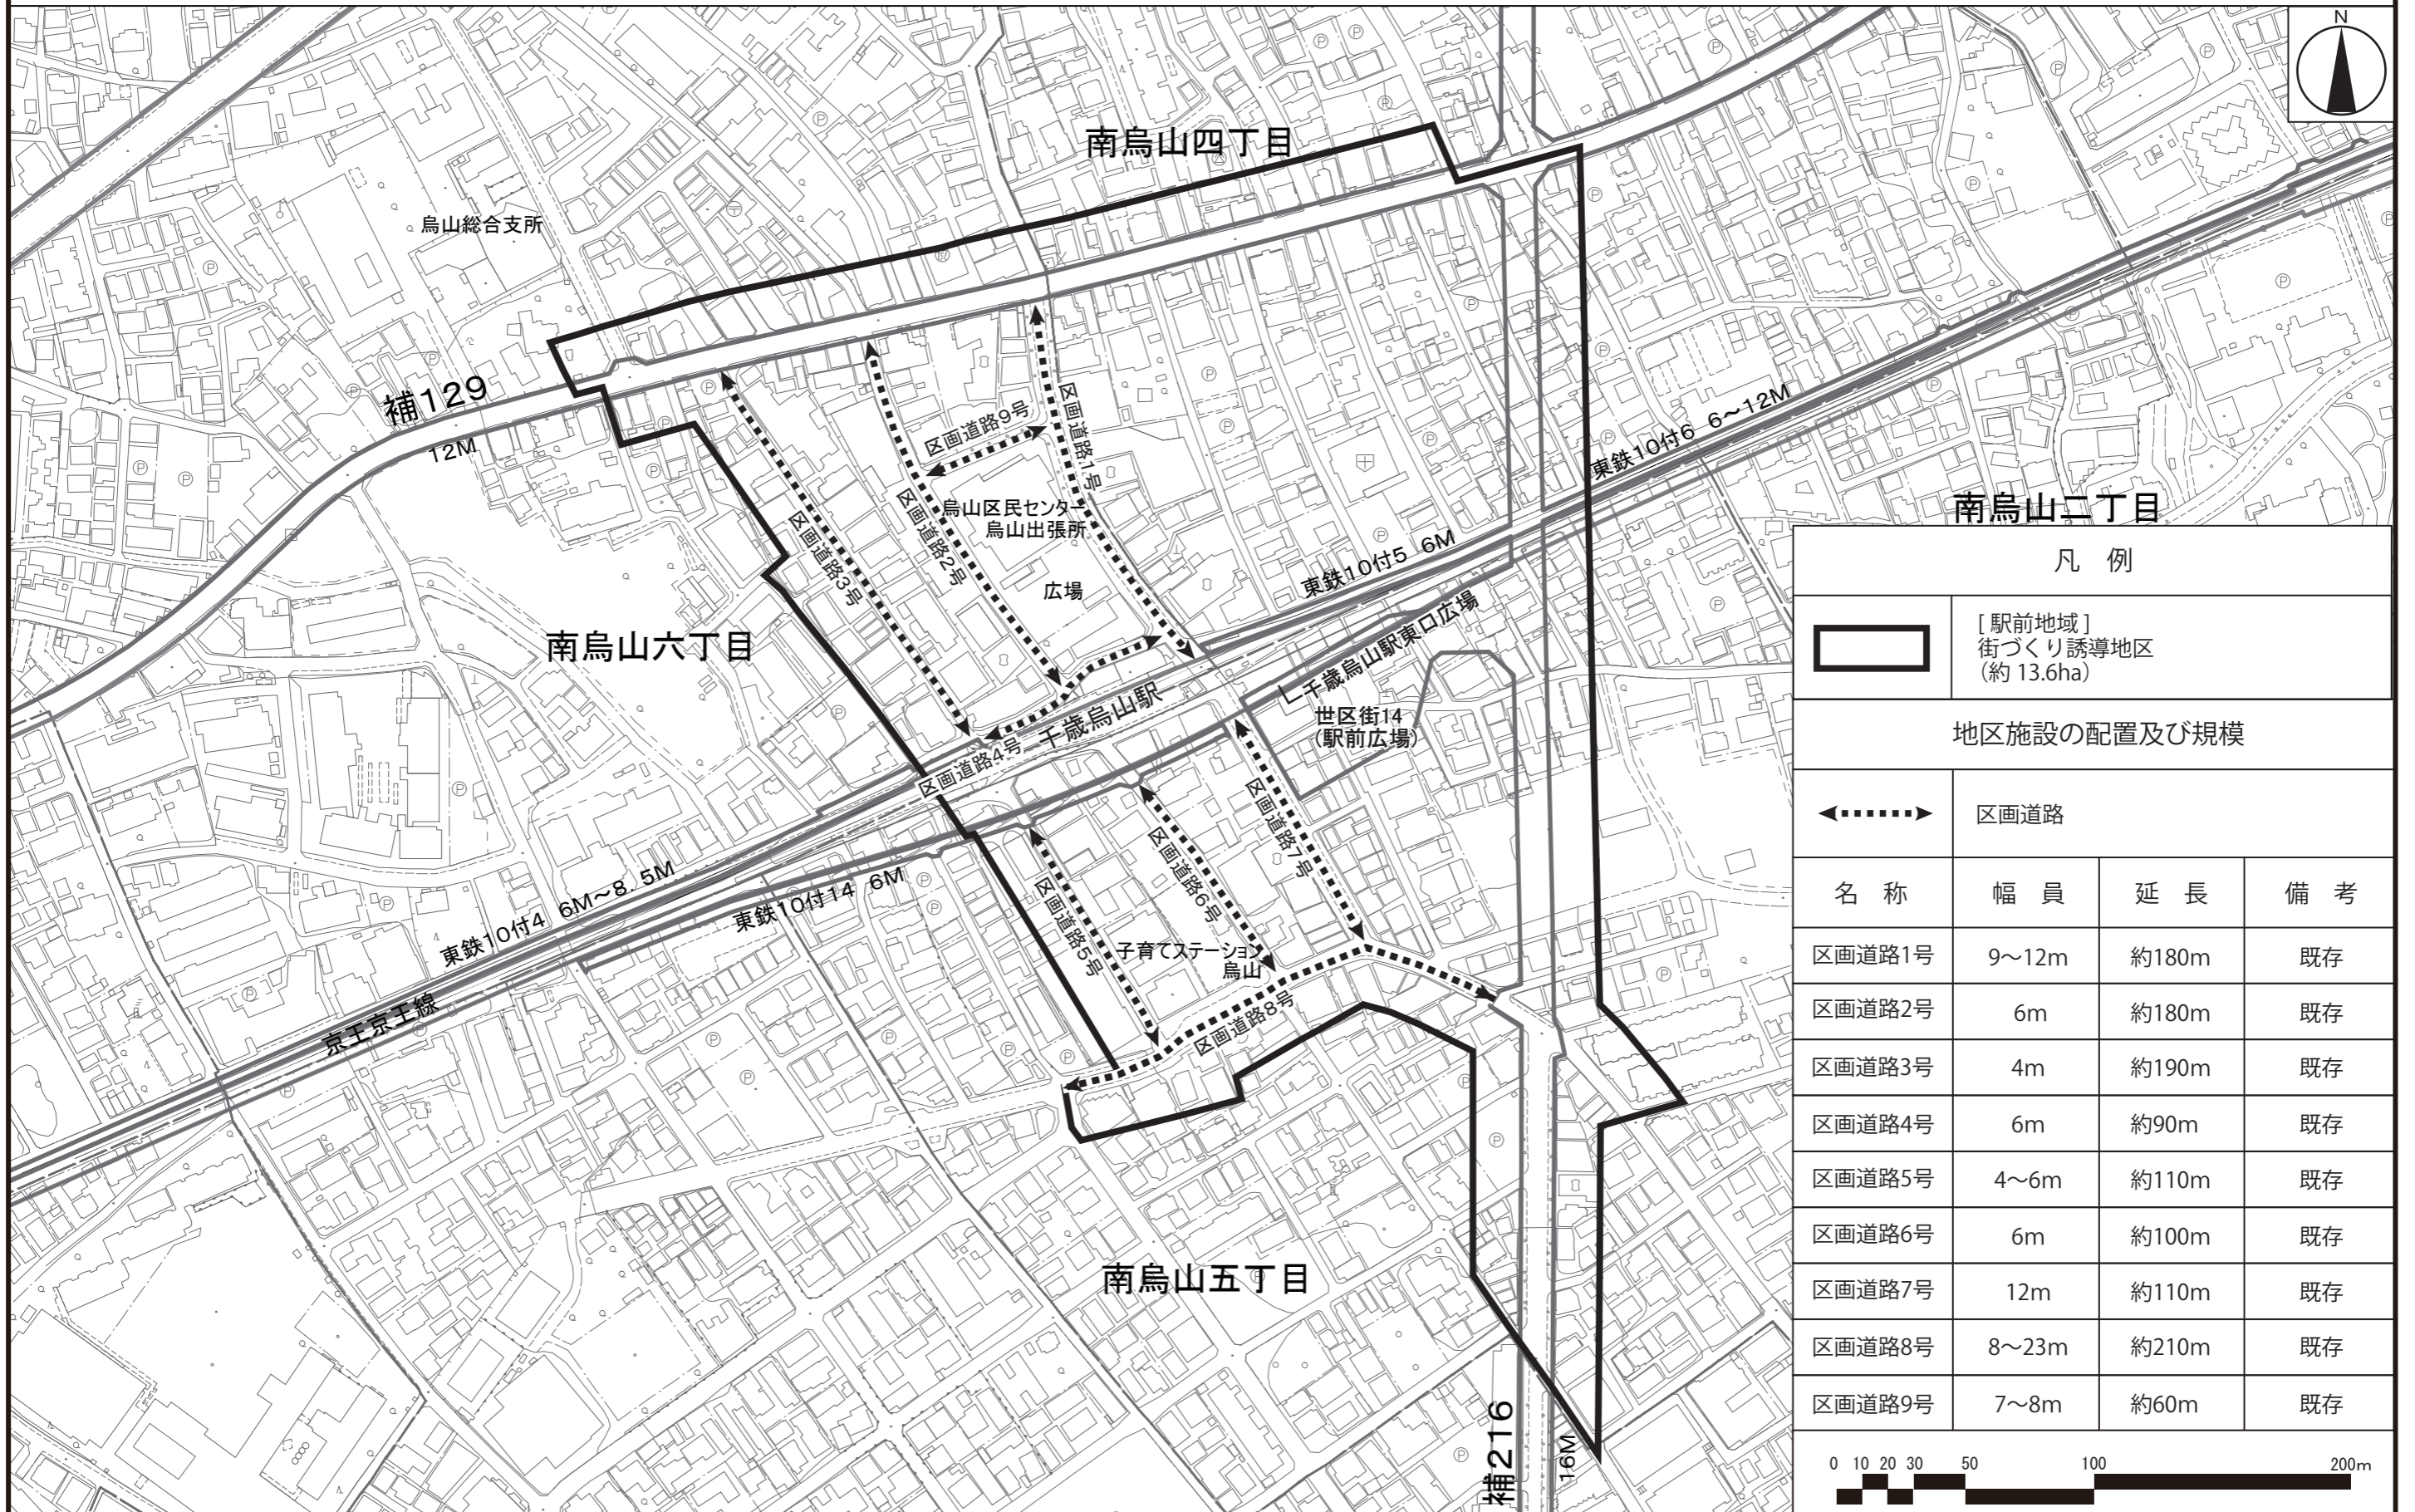 N
南烏山四丁目
烏山総合支所
補129
12M
区画道路9号
区画道路1号
区画道路2号
区画道路3号
烏山区民センター
烏山出張所
広場
東鉄10付5 6M
東鉄10付6 6～12M
南烏山二丁目
南烏山六丁目
千歳烏山駅
千歳烏山駅東口広場
世区街14
(駅前広場)
区画道路4号
区画道路7号
区画道路6号
区画道路5号
子育てステーション
烏山
区画道路8号
東鉄10付4 6M～8.5M
東鉄10付14 6M
京王京王線
南烏山五丁目
補216
16M
凡 例
[駅前地域]
街づくり誘導地区
(約 13.6ha)
地区施設の配置及び規模
区画道路
名 称 幅 員 延 長 備 考
区画道路1号 9～12m 約180m 既存
区画道路2号 6m 約180m 既存
区画道路3号 4m 約190m 既存
区画道路4号 6m 約90m 既存
区画道路5号 4～6m 約110m 既存
区画道路6号 6m 約100m 既存
区画道路7号 12m 約110m 既存
区画道路8号 8～23m 約210m 既存
区画道路9号 7～8m 約60m 既存
0 10 20 30 50 100 200m